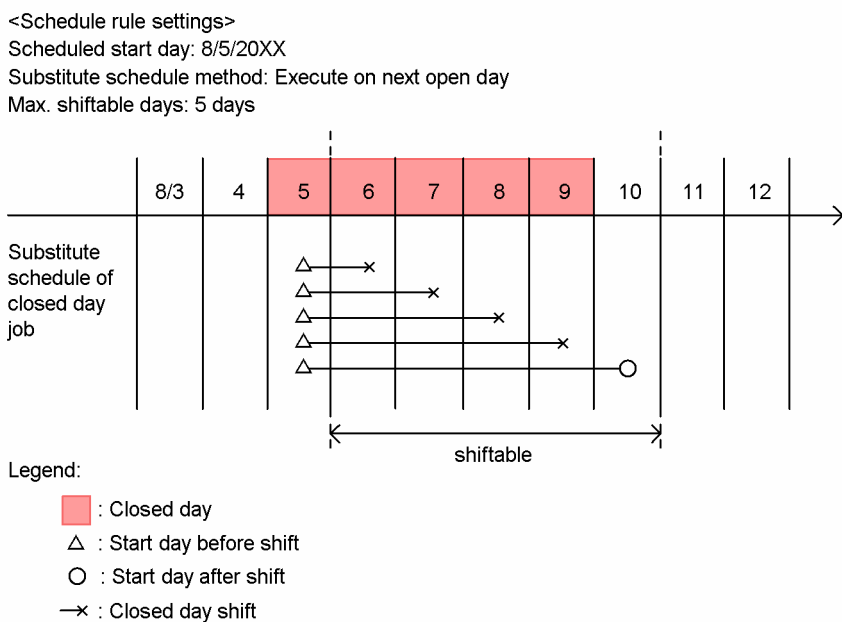 <Schedule rule settings>
Scheduled start day: 8/5/20XX
Substitute schedule method: Execute on next open day
Max. shiftable days: 5 days
8/3 4 5 6 7 8 9 10 11 12
Substitute
schedule of
closed day
job
shiftable
Legend:
: Closed day
: Start day before shift
: Start day after shift
: Closed day shift